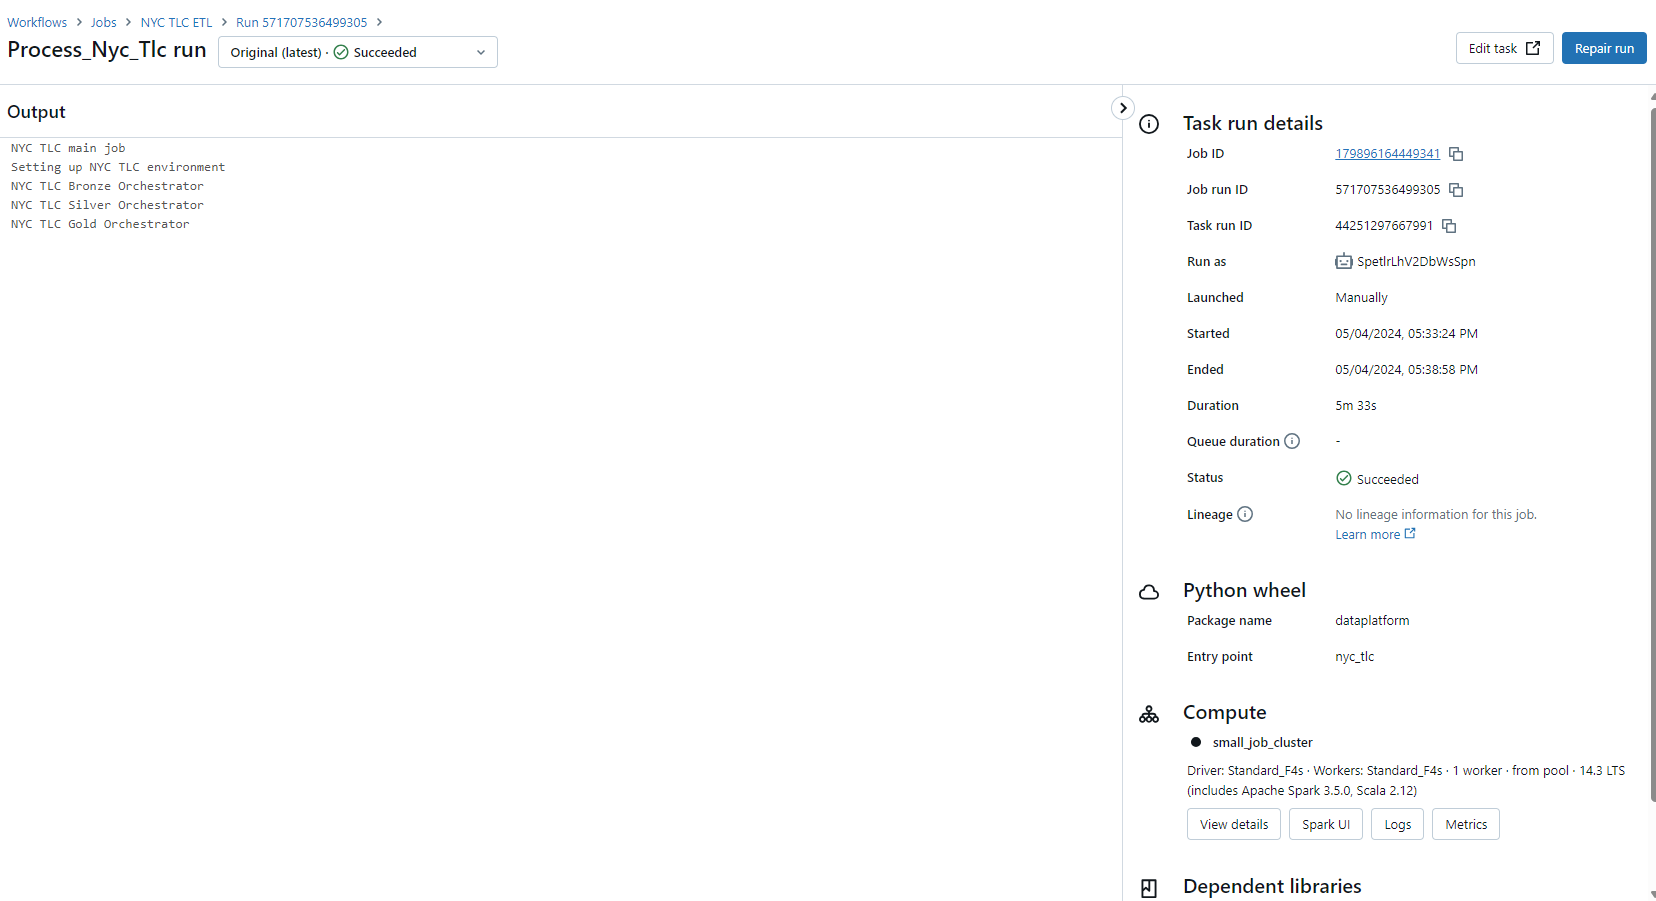 Workflows > Jobs > NYC TLC ETL > Run 571707536499305 >
Process_Nyc_Tlc run
Original (latest) · Succeeded
Edit task
Repair run
Output
NYC TLC main job
Setting up NYC TLC environment
NYC TLC Bronze Orchestrator
NYC TLC Silver Orchestrator
NYC TLC Gold Orchestrator
Task run details
Job ID 179896164449341
Job run ID 571707536499305
Task run ID 44251297667991
Run as SpetlrLhV2DbWsSpn
Launched Manually
Started 05/04/2024, 05:33:24 PM
Ended 05/04/2024, 05:38:58 PM
Duration 5m 33s
Queue duration -
Status Succeeded
Lineage No lineage information for this job.
Learn more
Python wheel
Package name dataplatform
Entry point nyc_tlc
Compute
small_job_cluster
Driver: Standard_F4s · Workers: Standard_F4s · 1 worker · from pool · 14.3 LTS
(includes Apache Spark 3.5.0, Scala 2.12)
View details
Spark UI
Logs
Metrics
Dependent libraries